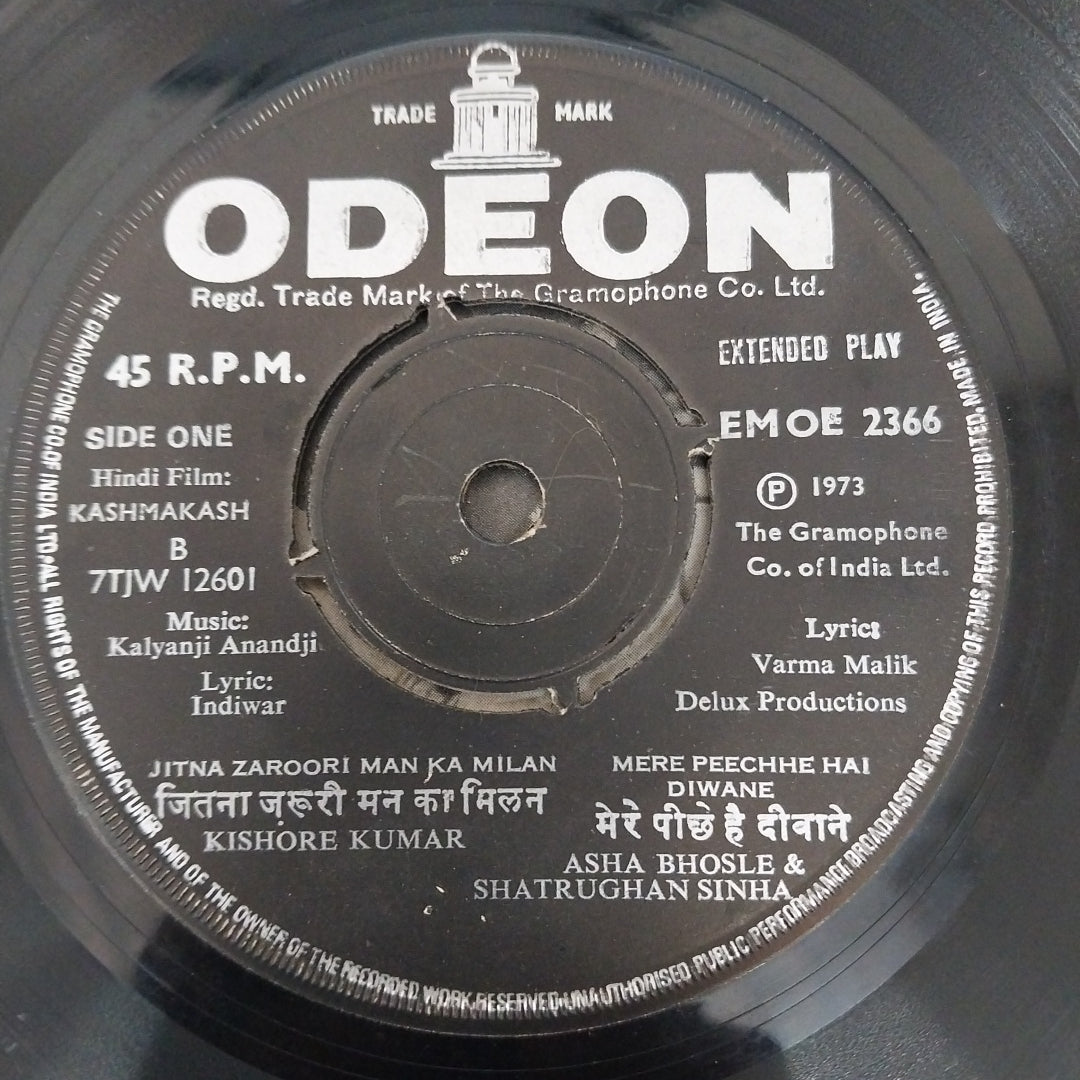 TRADE MARK
ODEON
Regd. Trade Mark of The Gramophone Co. Ltd.
45 R.P.M.
EXTENDED PLAY
SIDE ONE
EMOE 2366
Hindi Film:
KASHMAKASH
B
7TJW 12601
Ⓟ 1973
The Gramophone
Co. of India Ltd.
Music:
Kalyanji Anandji
Lyric:
Indiwar
Lyric:
Varma Malik
Delux Productions
JITNA ZAROORI MAN KA MILAN
जितना ज़रूरी मन का मिलन
KISHORE KUMAR
MERE PEECHHE HAI
DIWANE
मेरे पीछे है दीवाने
ASHA BHOSLE &
SHATRUGHAN SINHA
THE GRAMOPHONE CO. OF INDIA LTD. ALL RIGHTS OF THE MANUFACTURER AND OF THE OWNER OF THE RECORDED WORK RESERVED. UNAUTHORISED PUBLIC PERFORMANCE BROADCASTING AND COPYING OF THIS RECORD PROHIBITED. MADE IN INDIA.